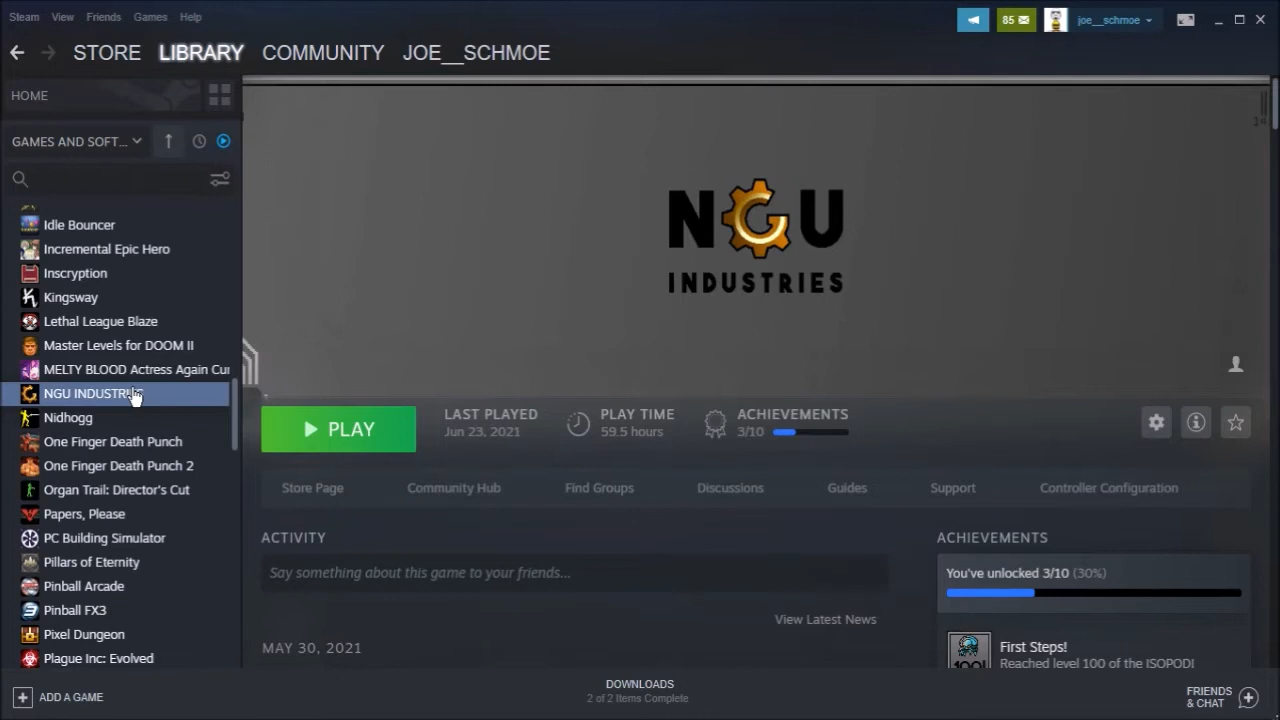 Steam View Friends Games Help
85
joe__schmoe
STORE LIBRARY COMMUNITY JOE__SCHMOE
HOME
GAMES AND SOFT...
Idle Bouncer
Incremental Epic Hero
Inscryption
Kingsway
Lethal League Blaze
Master Levels for DOOM II
MELTY BLOOD Actress Again Cur
NGU INDUSTRIES
Nidhogg
One Finger Death Punch
One Finger Death Punch 2
Organ Trail: Director's Cut
Papers, Please
PC Building Simulator
Pillars of Eternity
Pinball Arcade
Pinball FX3
Pixel Dungeon
Plague Inc: Evolved
NGU
INDUSTRIES
PLAY
LAST PLAYED
Jun 23, 2021
PLAY TIME
59.5 hours
ACHIEVEMENTS
3/10
Store Page Community Hub Find Groups Discussions Guides Support Controller Configuration
ACTIVITY
Say something about this game to your friends...
View Latest News
MAY 30, 2021
ACHIEVEMENTS
You've unlocked 3/10 (30%)
100!
First Steps!
Reached level 100 of the ISOPODI
ADD A GAME
DOWNLOADS
2 of 2 Items Complete
FRIENDS
& CHAT